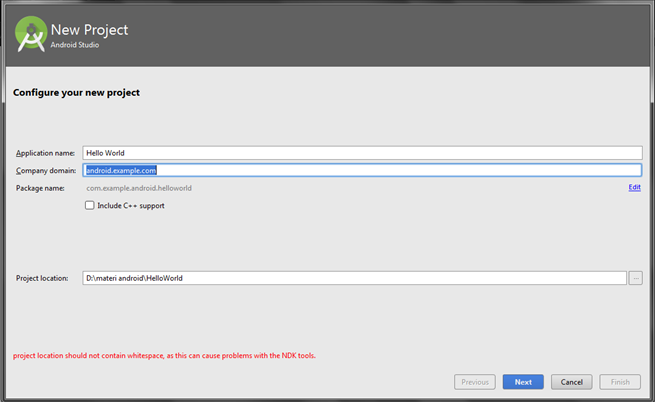 New Project
Android Studio
Configure your new project
Application name: Hello World
Company domain: android.example.com
Package name: com.example.android.helloworld Edit
Include C++ support
Project location: D:\materi android\HelloWorld ...
project location should not contain whitespace, as this can cause problems with the NDK tools.
Previous Next Cancel Finish